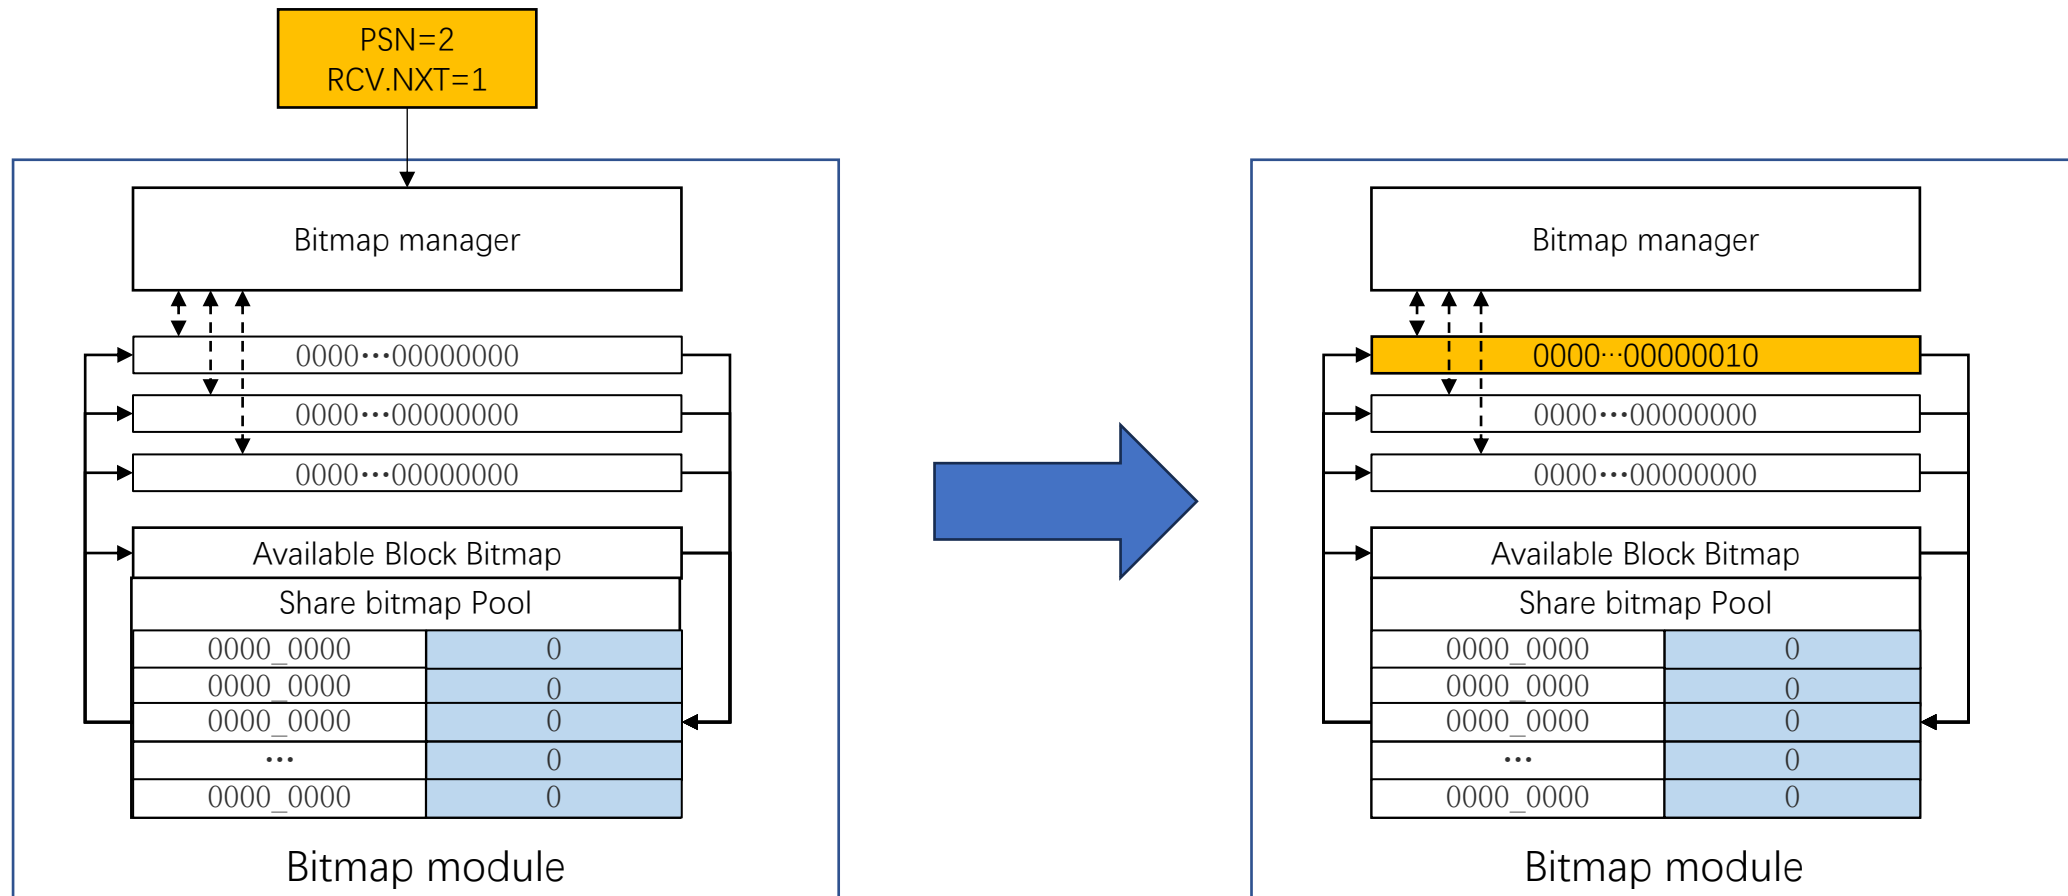 PSN=2
RCV.NXT=1
Bitmap manager
0000···00000000
0000···00000000
0000···00000000
Available Block Bitmap
Share bitmap Pool
0000_0000 0
0000_0000 0
0000_0000 0
··· 0
0000_0000 0
Bitmap module
Bitmap manager
0000···00000010
0000···00000000
0000···00000000
Available Block Bitmap
Share bitmap Pool
0000_0000 0
0000_0000 0
0000_0000 0
··· 0
0000_0000 0
Bitmap module